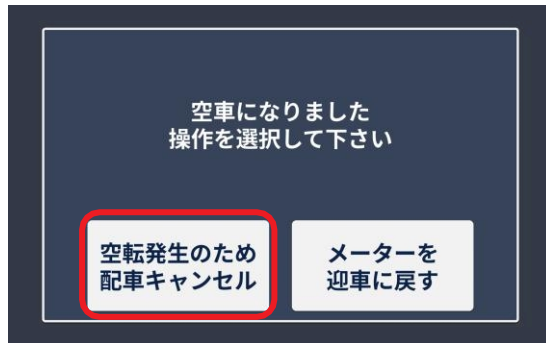 空車になりました
操作を選択して下さい
空転発生のため
配車キャンセル
メーターを
迎車に戻す